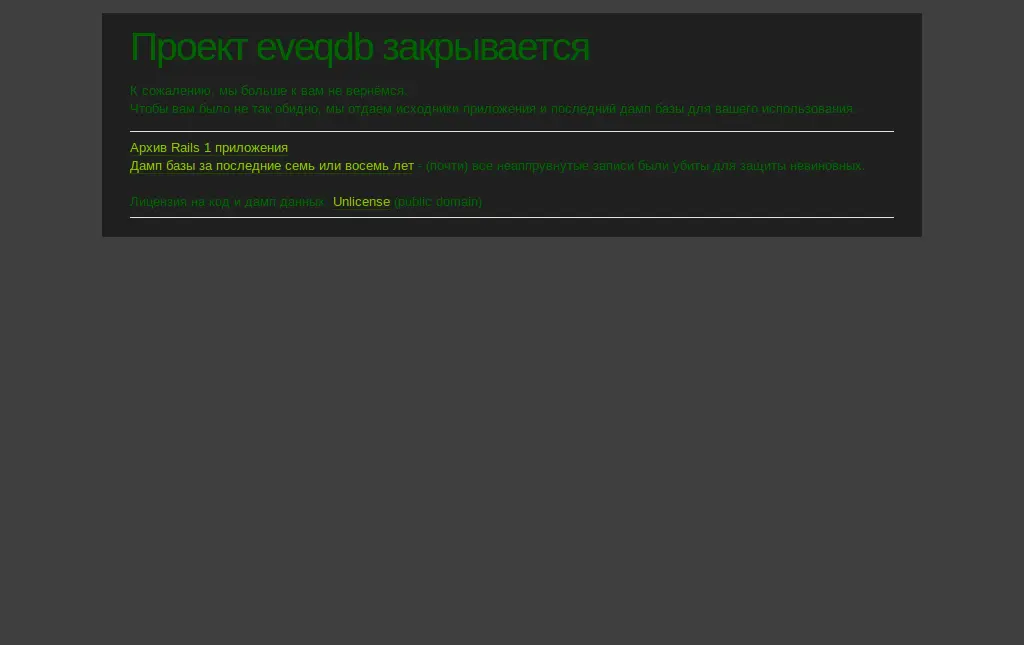 Проект eveqdb закрывается
К сожалению, мы больше к вам не вернёмся.
Чтобы вам было не так обидно, мы отдаем исходники приложения и последний дамп базы для вашего использования.
Архив Rails 1 приложения
Дамп базы за последние семь или восемь лет - (почти) все неаппрувнутые записи были убиты для защиты невиновных.
Лицензия на код и дамп данных: Unlicense (public domain)